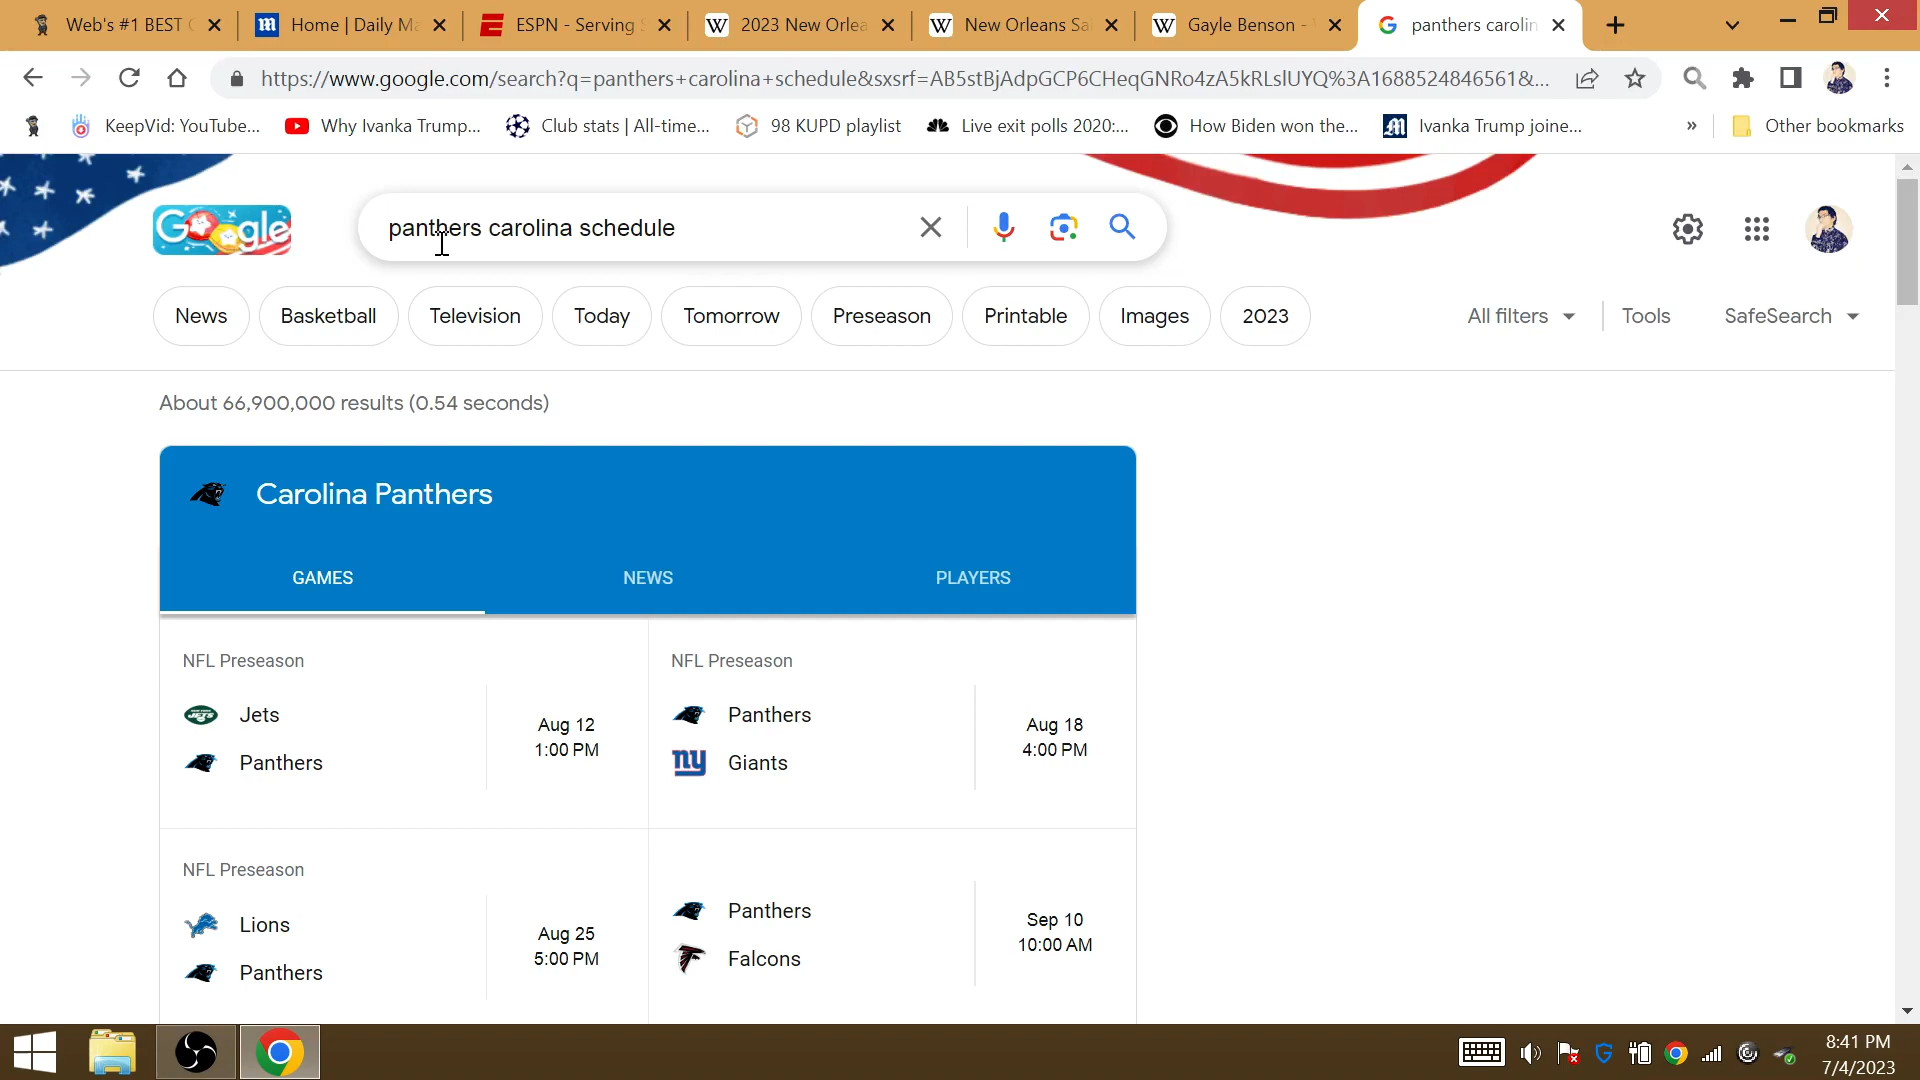 Web's #1 BEST
Home | Daily Ma
ESPN - Serving S
2023 New Orlea
New Orleans Sai
Gayle Benson -
panthers carolin
https://www.google.com/search?q=panthers+carolina+schedule&sxsrf=AB5stBjAdpGCP6CHeqGNRo4zA5kRLslUYQ%3A1688524846561&...
KeepVid: YouTube...
Why Ivanka Trump...
Club stats | All-time...
98 KUPD playlist
Live exit polls 2020:...
How Biden won the...
Ivanka Trump joine...
»
Other bookmarks
Google
panthers carolina schedule
News
Basketball
Television
Today
Tomorrow
Preseason
Printable
Images
2023
All filters
Tools
SafeSearch
About 66,900,000 results (0.54 seconds)
Carolina Panthers
GAMES
NEWS
PLAYERS
NFL Preseason
Jets
Panthers
Aug 12
1:00 PM
NFL Preseason
Panthers
ny
Giants
Aug 18
4:00 PM
NFL Preseason
Lions
Panthers
Aug 25
5:00 PM
Panthers
Falcons
Sep 10
10:00 AM
8:41 PM
7/4/2023